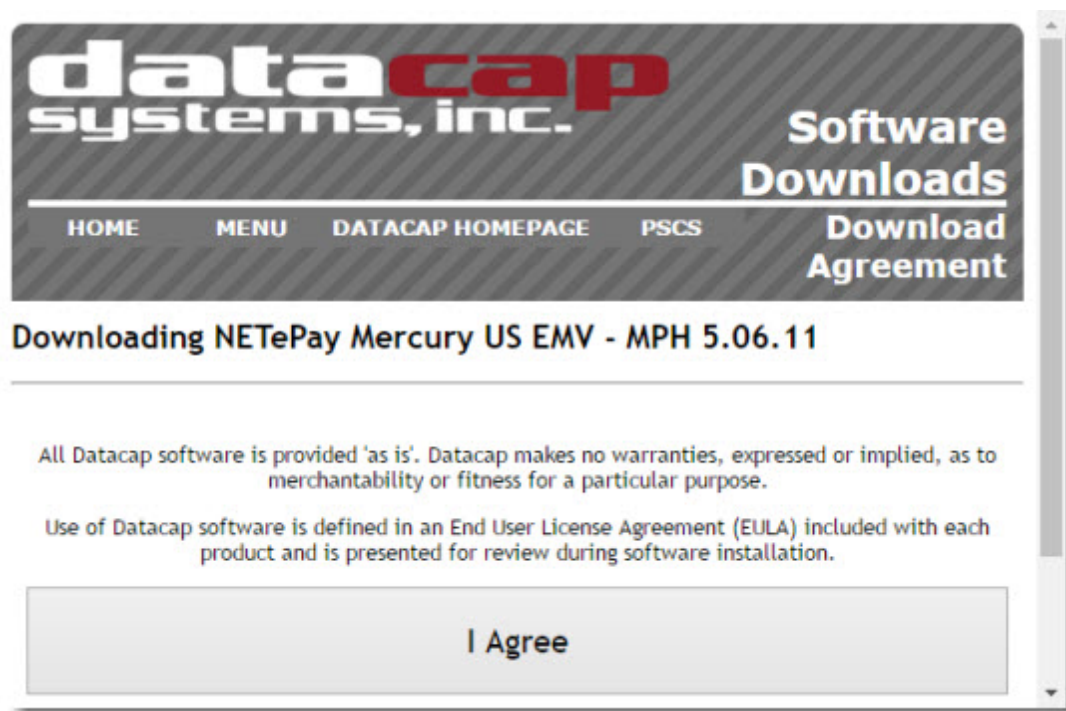 datacap
systems, inc.
Software
Downloads
HOME MENU DATACAP HOMEPAGE PSCS
Download
Agreement
Downloading NETePay Mercury US EMV - MPH 5.06.11
All Datacap software is provided 'as is'. Datacap makes no warranties, expressed or implied, as to
merchantability or fitness for a particular purpose.
Use of Datacap software is defined in an End User License Agreement (EULA) included with each
product and is presented for review during software installation.
I Agree